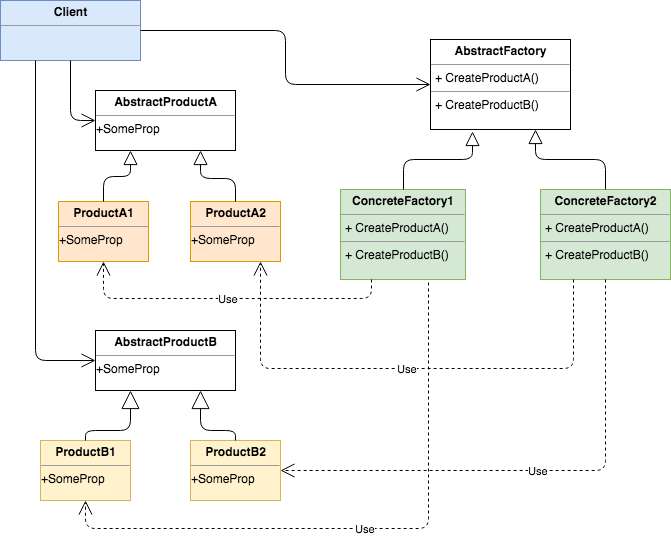 Client
AbstractFactory
+ CreateProductA()
+ CreateProductB()
AbstractProductA
+SomeProp
ProductA1
+SomeProp
ProductA2
+SomeProp
ConcreteFactory1
+ CreateProductA()
+ CreateProductB()
ConcreteFactory2
+ CreateProductA()
+ CreateProductB()
Use
AbstractProductB
+SomeProp
Use
ProductB1
+SomeProp
ProductB2
+SomeProp
Use
Use